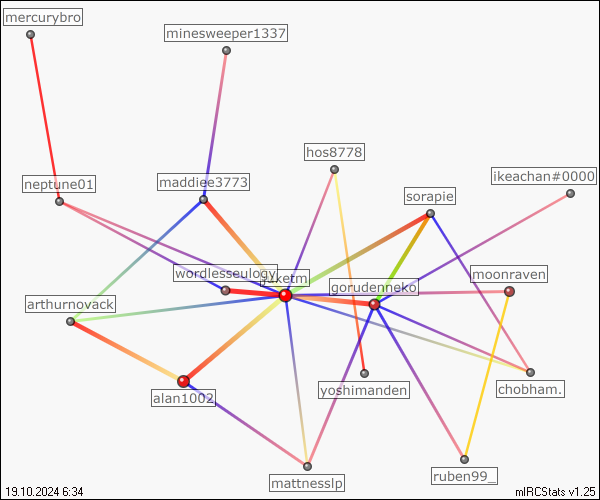 mercurybro
minesweeper1337
hos8778
ikeachan#0000
neptune01
maddiee3773
sorapie
wordlesseulogy
moonraven
gorudenneko
arthurnovack
chobham.
yoshimanden
alan1002
ruben99_
mattnesslp
19.10.2024 6:34
mIRCStats v1.25